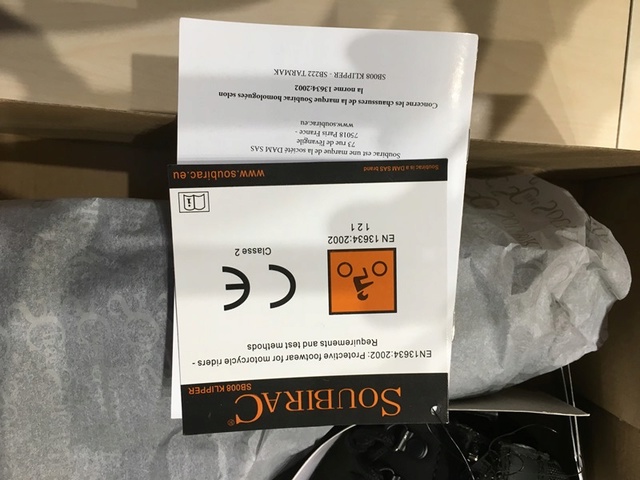 SOUBIRAC®
SB008 KLIPPER
EN13634:2002: Protective footwear for motorcycle riders -
Requirements and test methods
CE
Classe 2
EN 13634:2002
1 2 1
Soubirac is a DAM SAS brand
www.soubirac.eu
Soubirac est une marque de la société DAM SAS
73 rue de l'évangile
75018 Paris France -
www.soubirac.eu
Concerne les chaussures de la marque Soubirac homologuées selon
la norme 13634:2002
SB008 KLIPPER - SB222 TARMAK